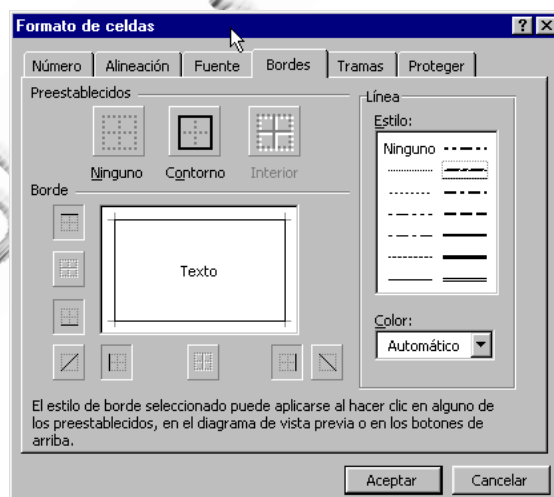 Formato de celdas
Número Alineación Fuente Bordes Tramas Proteger
Preestablecidos
Ninguno Contorno Interior
Borde
Texto
Línea
Estilo:
Ninguno
Color:
Automático
El estilo de borde seleccionado puede aplicarse al hacer clic en alguno de
los preestablecidos, en el diagrama de vista previa o en los botones de
arriba.
Aceptar Cancelar